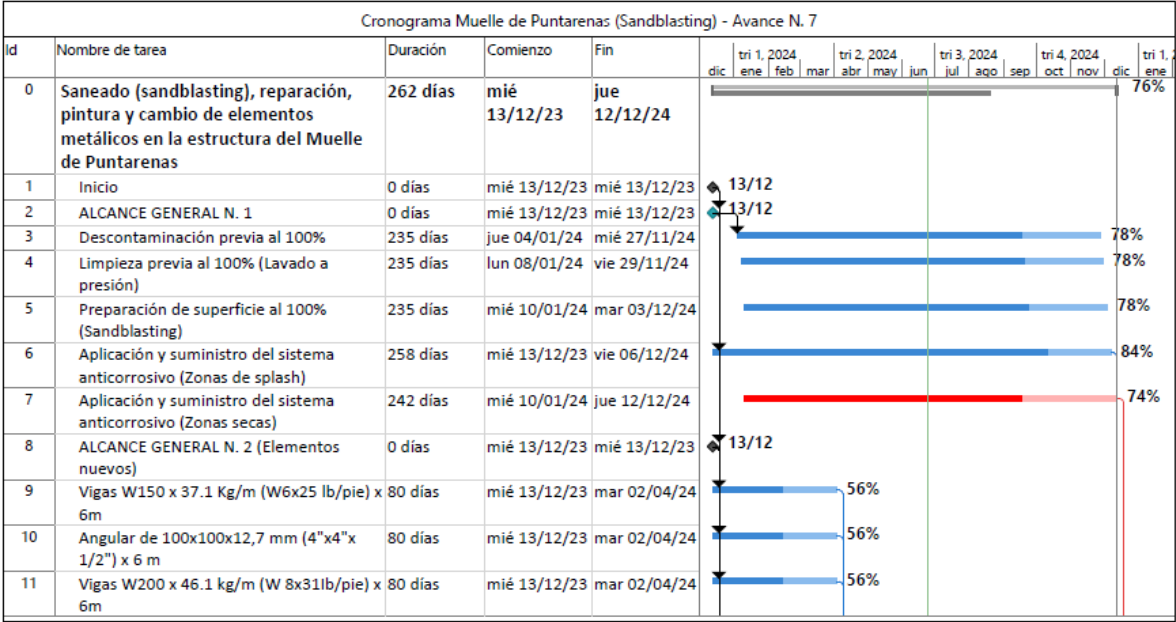 Cronograma Muelle de Puntarenas (Sandblasting) - Avance N. 7
Id Nombre de tarea Duración Comienzo Fin
tri 1, 2024 tri 2, 2024 tri 3, 2024 tri 4, 2024 tri 1,
dic ene feb mar abr may jun jul ago sep oct nov dic ene
0 Saneado (sandblasting), reparación, 262 días mié jue 76%
pintura y cambio de elementos 13/12/23 12/12/24
metálicos en la estructura del Muelle
de Puntarenas
1 Inicio 0 días mié 13/12/23 mié 13/12/23 13/12
2 ALCANCE GENERAL N. 1 0 días mié 13/12/23 mié 13/12/23 13/12
3 Descontaminación previa al 100% 235 días jue 04/01/24 mié 27/11/24 78%
4 Limpieza previa al 100% (Lavado a 235 días lun 08/01/24 vie 29/11/24 78%
presión)
5 Preparación de superficie al 100% 235 días mié 10/01/24 mar 03/12/24 78%
(Sandblasting)
6 Aplicación y suministro del sistema 258 días mié 13/12/23 vie 06/12/24 84%
anticorrosivo (Zonas de splash)
7 Aplicación y suministro del sistema 242 días mié 10/01/24 jue 12/12/24 74%
anticorrosivo (Zonas secas)
8 ALCANCE GENERAL N. 2 (Elementos 0 días mié 13/12/23 mié 13/12/23 13/12
nuevos)
9 Vigas W150 x 37.1 Kg/m (W6x25 lb/pie) x 80 días mié 13/12/23 mar 02/04/24 56%
6m
10 Angular de 100x100x12,7 mm (4"x4"x 80 días mié 13/12/23 mar 02/04/24 56%
1/2") x 6 m
11 Vigas W200 x 46.1 kg/m (W 8x31lb/pie) x 80 días mié 13/12/23 mar 02/04/24 56%
6m